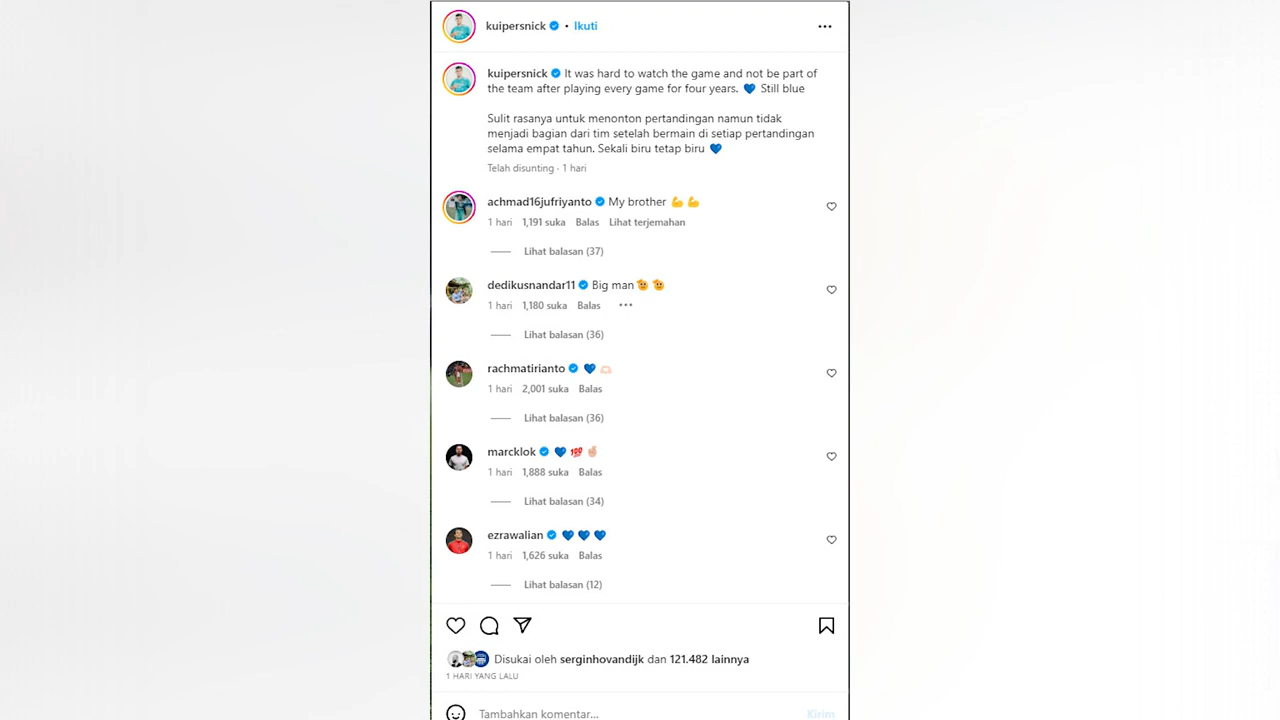 kuipersnick • Ikuti
kuipersnick It was hard to watch the game and not be part of
the team after playing every game for four years. 💙 Still blue
Sulit rasanya untuk menonton pertandingan namun tidak
menjadi bagian dari tim setelah bermain di setiap pertandingan
selama empat tahun. Sekali biru tetap biru 💙
Telah disunting · 1 hari
achmad16jufriyanto My brother 💪💪
1 hari 1,191 suka Balas Lihat terjemahan
Lihat balasan (37)
dedikusnandar11 Big man🫡🫡
1 hari 1,180 suka Balas
Lihat balasan (36)
rachmatirianto 💙🫶🏻
1 hari 2,001 suka Balas
Lihat balasan (36)
marcklok 💙💯🤞🏼
1 hari 1,888 suka Balas
Lihat balasan (34)
ezrawalian 💙💙💙
1 hari 1,626 suka Balas
Lihat balasan (12)
Disukai oleh serginhovandijk dan 121.482 lainnya
1 HARI YANG LALU
Tambahkan komentar... Kirim